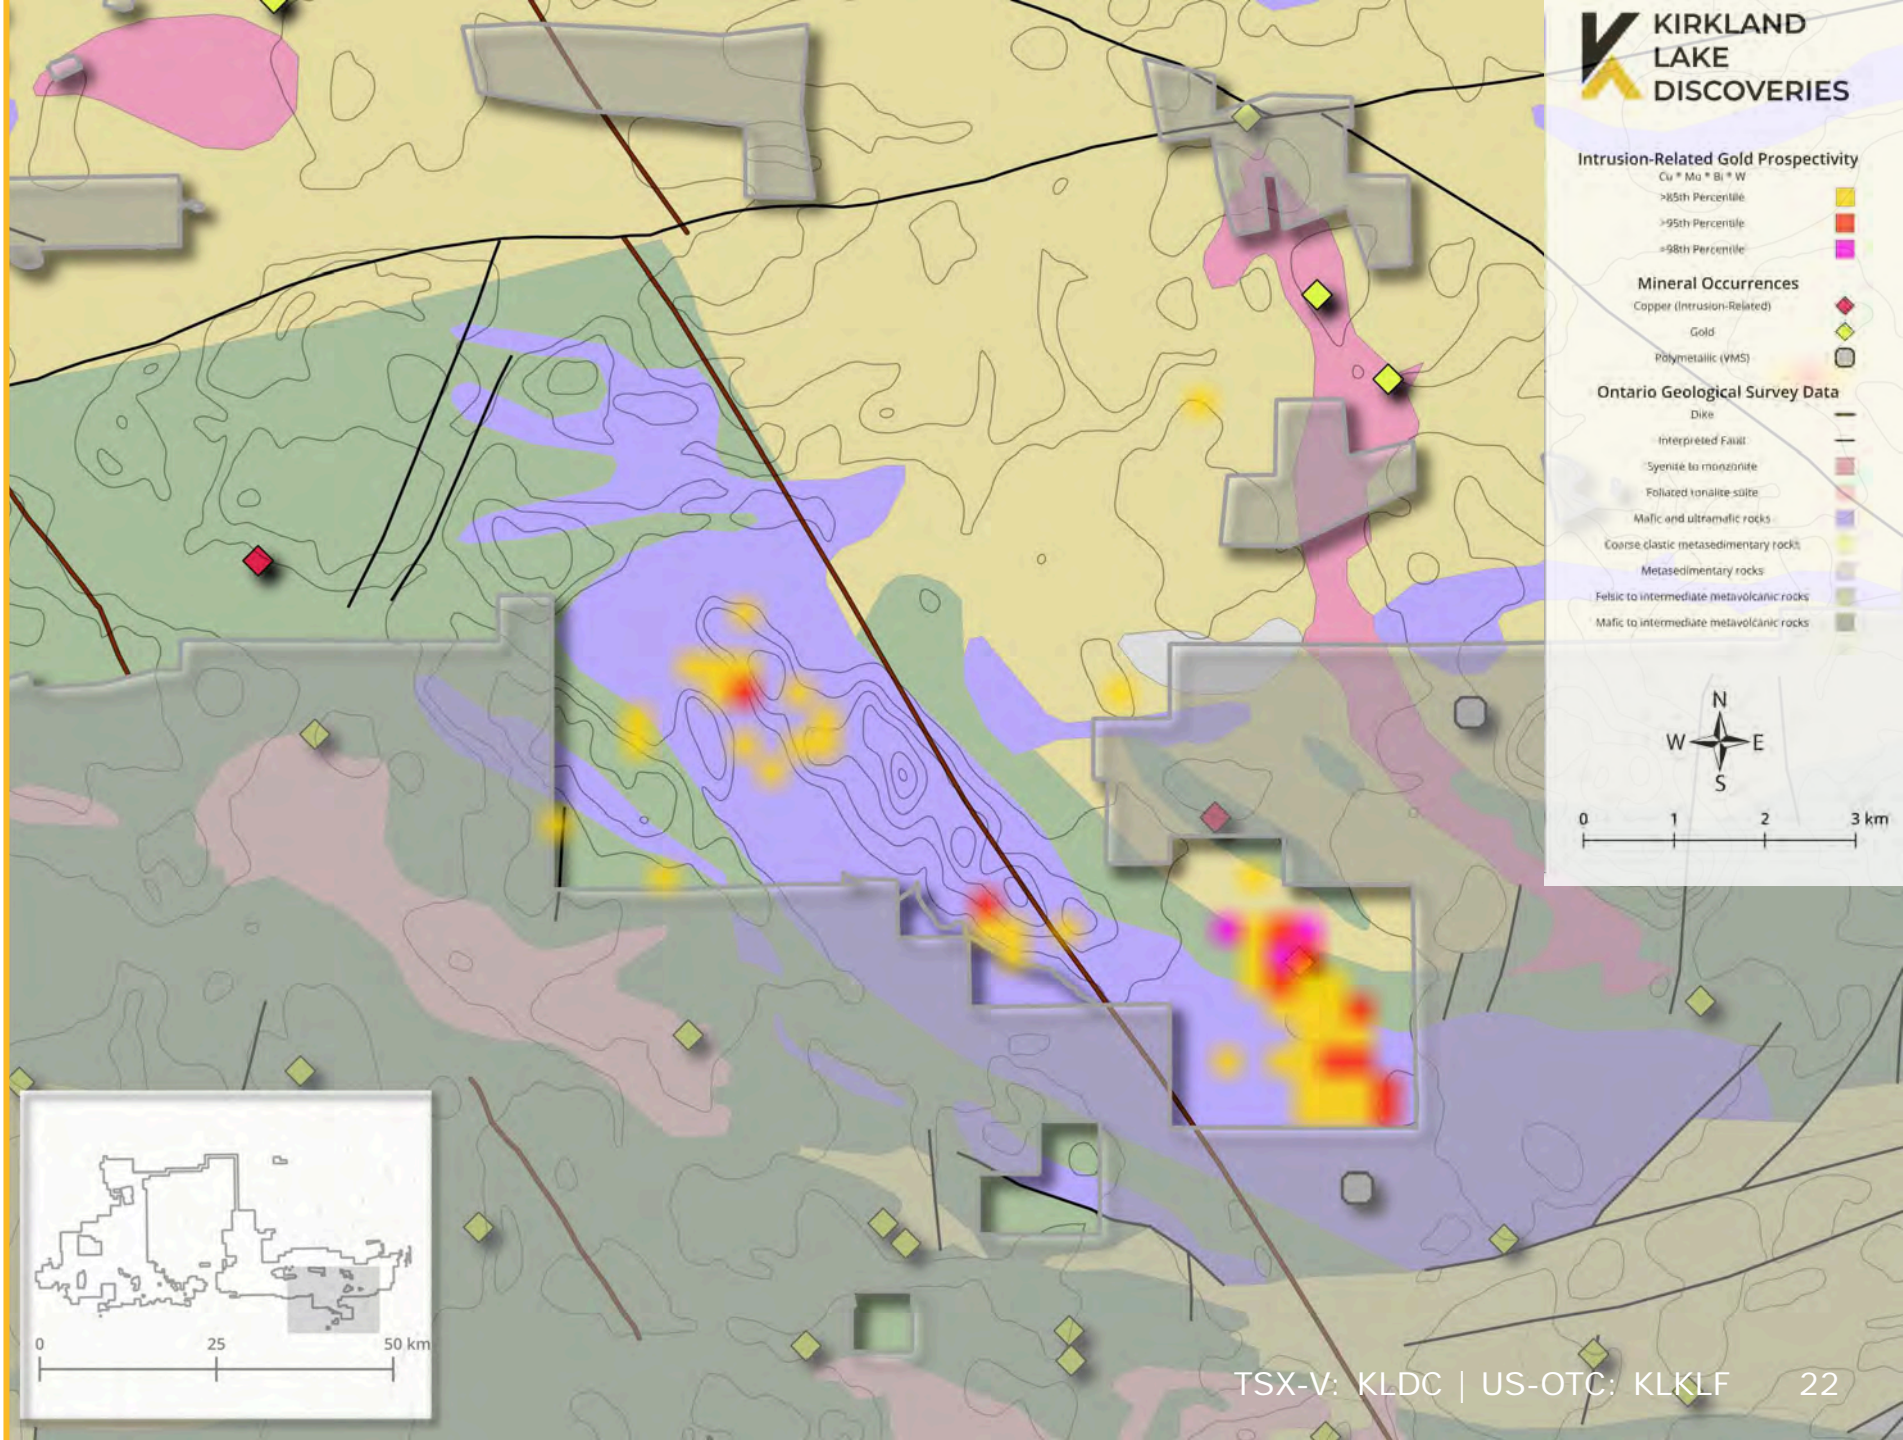 KIRKLAND
LAKE
DISCOVERIES
Intrusion-Related Gold Prospectivity
Cu * Mo * Bi * W
>85th Percentile
>95th Percentile
>98th Percentile
Mineral Occurrences
Copper (Intrusion-Related)
Gold
Polymetallic (VMS)
Ontario Geological Survey Data
Dike
Interpreted Fault
Syenite to monzonite
Foliated tonalite suite
Mafic and ultramafic rocks
Coarse clastic metasedimentary rocks
Metasedimentary rocks
Felsic to intermediate metavolcanic rocks
Mafic to intermediate metavolcanic rocks
N
W E
S
0 1 2 3 km
0 25 50 km
TSX-V: KLDC | US-OTC: KLKLF 22